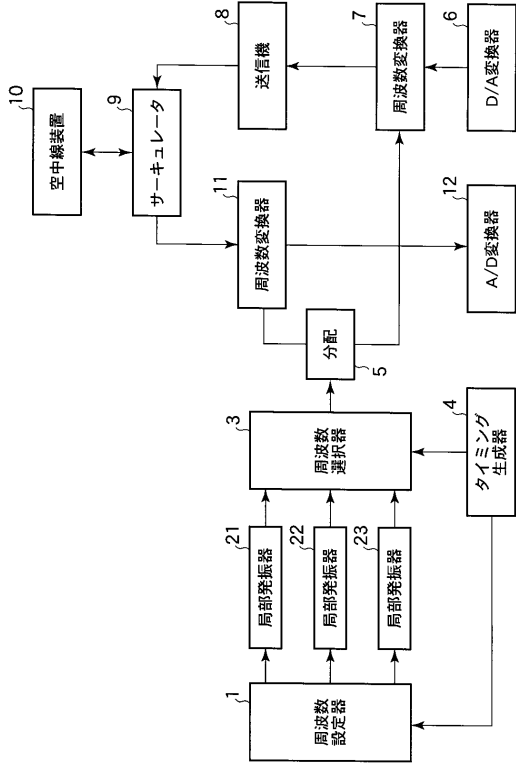 1
周波数
設定器
21
局部発振器
22
局部発振器
23
局部発振器
3
周波数
選択器
4
タイミング
生成器
分配
5
10
空中線装置
9
サーキュレータ
11
周波数変換器
12
A/D変換器
8
送信機
7
周波数変換器
6
D/A変換器